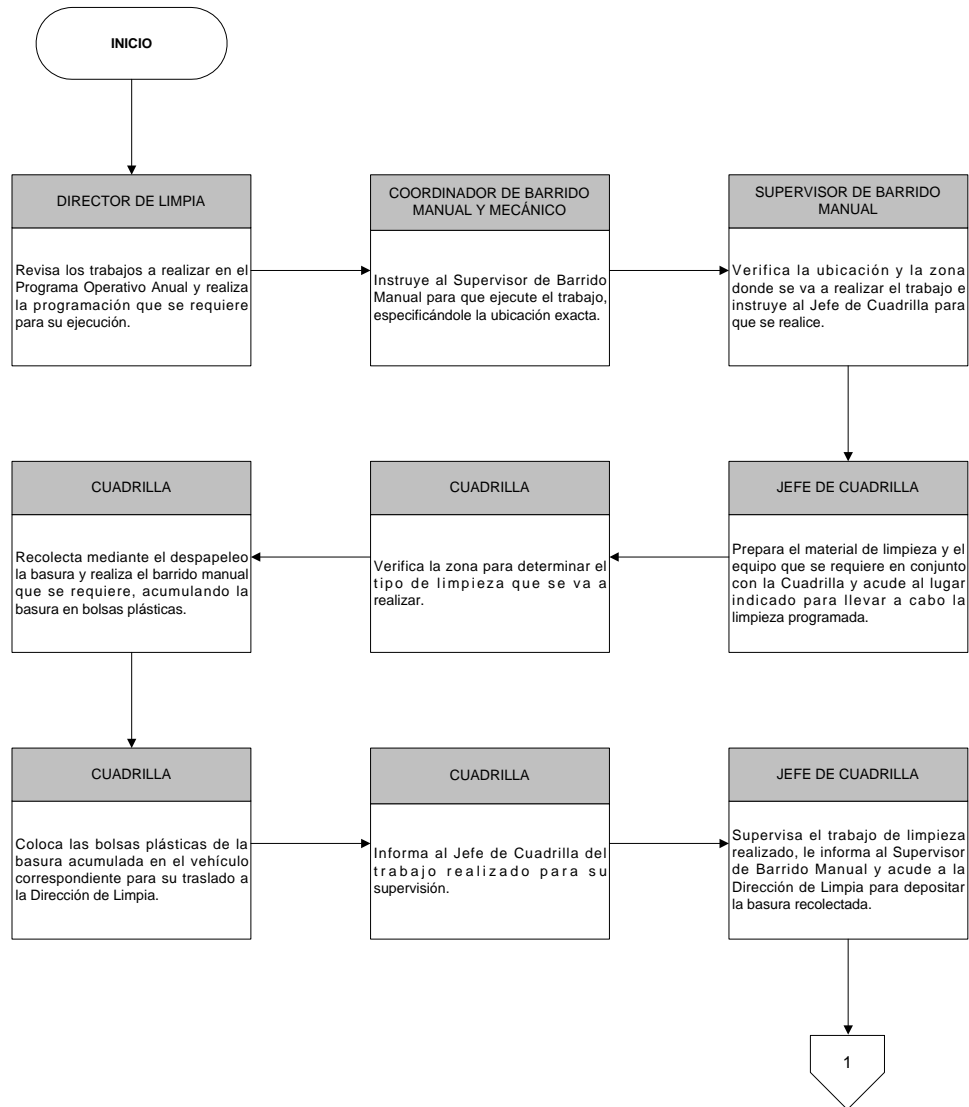 INICIO
DIRECTOR DE LIMPIA
Revisa los trabajos a realizar en el
Programa Operativo Anual y realiza
la programación que se requiere
para su ejecución.
COORDINADOR DE BARRIDO
MANUAL Y MECÁNICO
Instruye al Supervisor de Barrido
Manual para que ejecute el trabajo,
especificándole la ubicación exacta.
SUPERVISOR DE BARRIDO
MANUAL
Verifica la ubicación y la zona
donde se va a realizar el trabajo e
instruye al Jefe de Cuadrilla para
que se realice.
JEFE DE CUADRILLA
Prepara el material de limpieza y el
equipo que se requiere en conjunto
con la Cuadrilla y acude al lugar
indicado para llevar a cabo la
limpieza programada.
CUADRILLA
Verifica la zona para determinar el
tipo de limpieza que se va a
realizar.
CUADRILLA
Recolecta mediante el despapeleo
la basura y realiza el barrido manual
que se requiere, acumulando la
basura en bolsas plásticas.
CUADRILLA
Coloca las bolsas plásticas de la
basura acumulada en el vehículo
correspondiente para su traslado a
la Dirección de Limpia.
CUADRILLA
Informa al Jefe de Cuadrilla del
trabajo realizado para su
supervisión.
JEFE DE CUADRILLA
Supervisa el trabajo de limpieza
realizado, le informa al Supervisor
de Barrido Manual y acude a la
Dirección de Limpia para depositar
la basura recolectada.
1